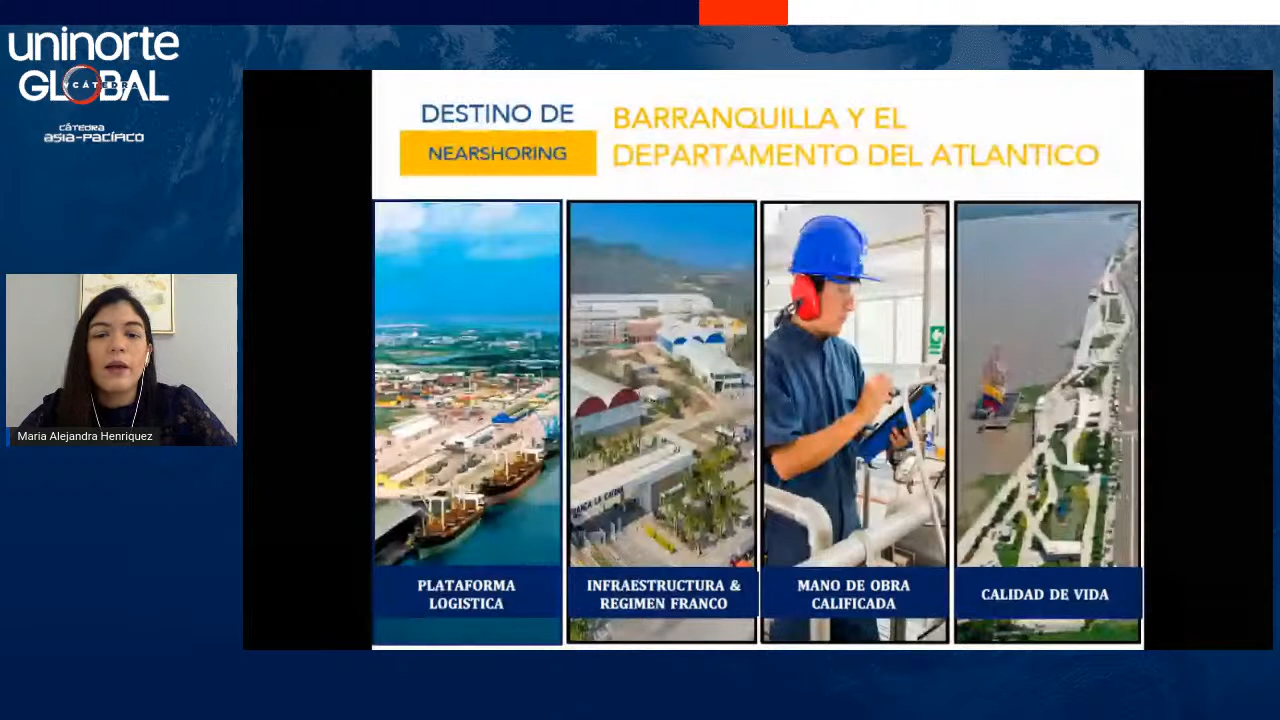 uninorte
GLOBAL
CÁTEDRA
CÁTEDRA
ASIA-PACÍFICO
DESTINO DE
NEARSHORING
BARRANQUILLA Y EL
DEPARTAMENTO DEL ATLANTICO
Maria Alejandra Henriquez
PLATAFORMA
LOGISTICA
INFRAESTRUCTURA &
REGIMEN FRANCO
MANO DE OBRA
CALIFICADA
CALIDAD DE VIDA